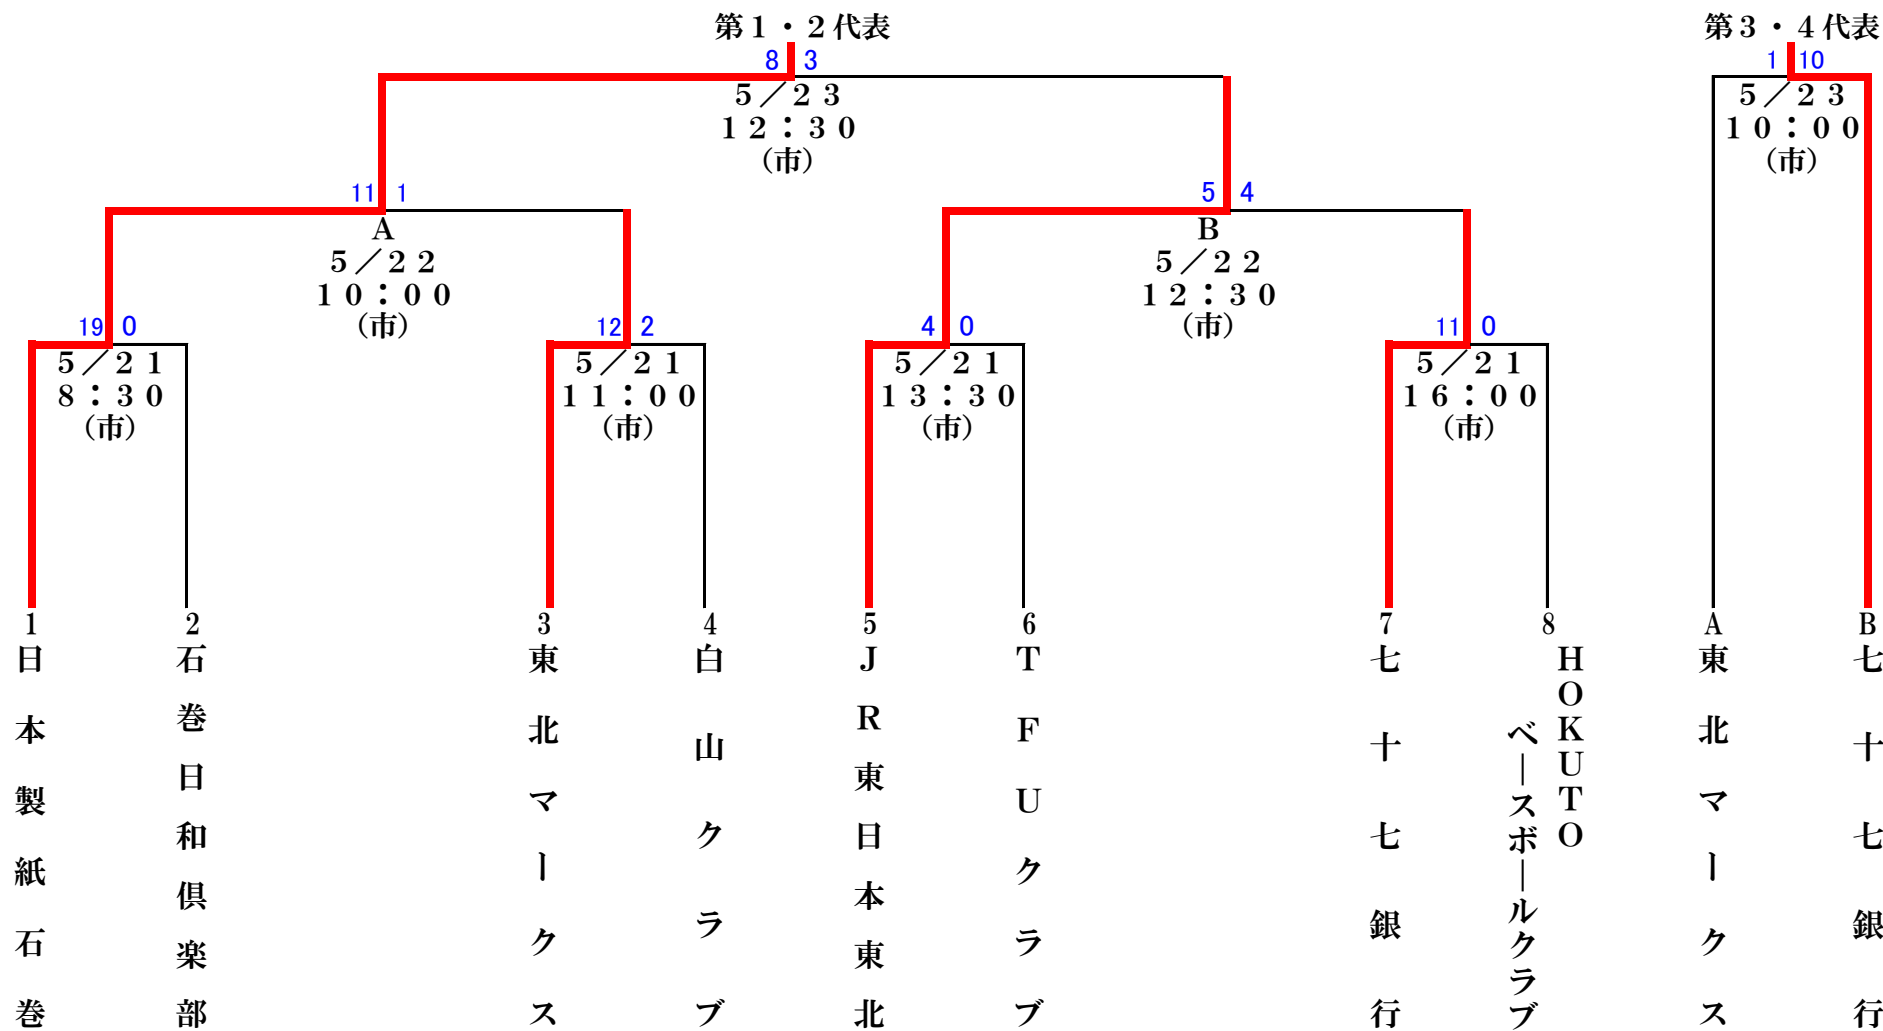 第１・２代表
8 3
５／２３
１２：３０
（市）
第３・４代表
1 10
５／２３
１０：００
（市）
11 1
A
５／２２
１０：００
（市）
5 4
B
５／２２
１２：３０
（市）
19 0
５／２１
８：３０
（市）
12 2
５／２１
１１：００
（市）
4 0
５／２１
１３：３０
（市）
11 0
５／２１
１６：００
（市）
1
日本製紙石巻
2
石巻日和倶楽部
3
東北マークス
4
白山クラブ
5
JR東日本東北
6
TFUクラブ
7
七十七銀行
8
HOKUTO
ベースボールクラブ
A
東北マークス
B
七十七銀行